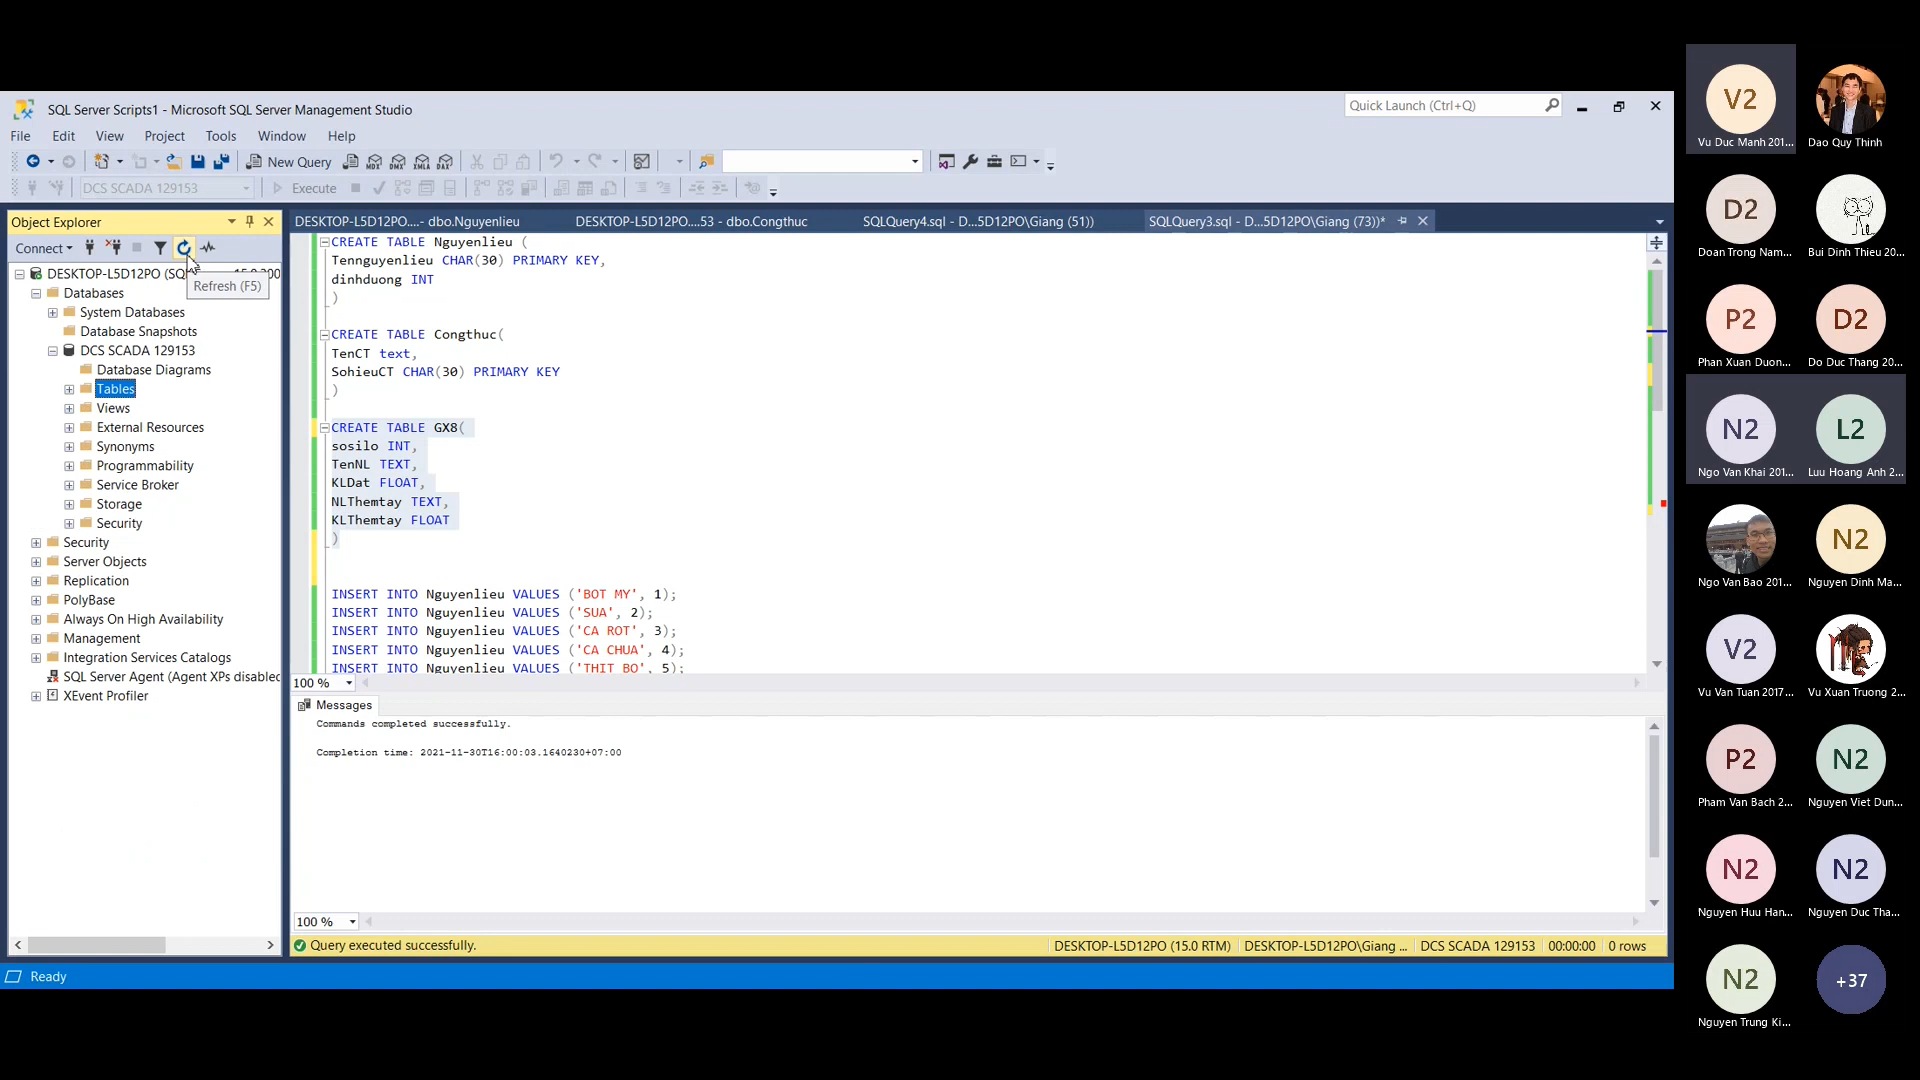 SQL Server Scripts1 - Microsoft SQL Server Management Studio
Quick Launch (Ctrl+Q)
File Edit View Project Tools Window Help
New Query
MDX DMX XMLA DAX
DCS SCADA 129153
Execute
Object Explorer
Connect
DESKTOP-L5D12PO (SQ
Refresh (F5)
Databases
System Databases
Database Snapshots
DCS SCADA 129153
Database Diagrams
Tables
Views
External Resources
Synonyms
Programmability
Service Broker
Storage
Security
Security
Server Objects
Replication
PolyBase
Always On High Availability
Management
Integration Services Catalogs
SQL Server Agent (Agent XPs disabled
XEvent Profiler
DESKTOP-L5D12PO....- dbo.Nguyenlieu
DESKTOP-L5D12PO....53 - dbo.Congthuc
SQLQuery4.sql - D...5D12PO\Giang (51))
SQLQuery3.sql - D...5D12PO\Giang (73))*
CREATE TABLE Nguyenlieu (
Tennguyenlieu CHAR(30) PRIMARY KEY,
dinhduong INT
)
CREATE TABLE Congthuc(
TenCT text,
SohieuCT CHAR(30) PRIMARY KEY
)
CREATE TABLE GX8(
sosilo INT,
TenNL TEXT,
KLDat FLOAT,
NLThemtay TEXT,
KLThemtay FLOAT
)
INSERT INTO Nguyenlieu VALUES ('BOT MY', 1);
INSERT INTO Nguyenlieu VALUES ('SUA', 2);
INSERT INTO Nguyenlieu VALUES ('CA ROT', 3);
INSERT INTO Nguyenlieu VALUES ('CA CHUA', 4);
INSERT INTO Nguyenlieu VALUES ('THIT BO', 5);
100 %
Messages
Commands completed successfully.
Completion time: 2021-11-30T16:00:03.1640230+07:00
100 %
Query executed successfully.
DESKTOP-L5D12PO (15.0 RTM)
DESKTOP-L5D12PO\Giang ...
DCS SCADA 129153
00:00:00
0 rows
Ready
V2
Vu Duc Manh 201...
Dao Quy Thinh
D2
Doan Trong Nam...
Bui Dinh Thieu 20...
P2
Phan Xuan Duon...
D2
Do Duc Thang 20...
N2
Ngo Van Khai 201...
L2
Luu Hoang Anh 2...
Ngo Van Bao 201...
N2
Nguyen Dinh Ma...
V2
Vu Van Tuan 2017...
Vu Xuan Truong 2...
P2
Pham Van Bach 2...
N2
Nguyen Viet Dun...
N2
Nguyen Huu Han...
N2
Nguyen Duc Tha...
N2
Nguyen Trung Ki...
+37